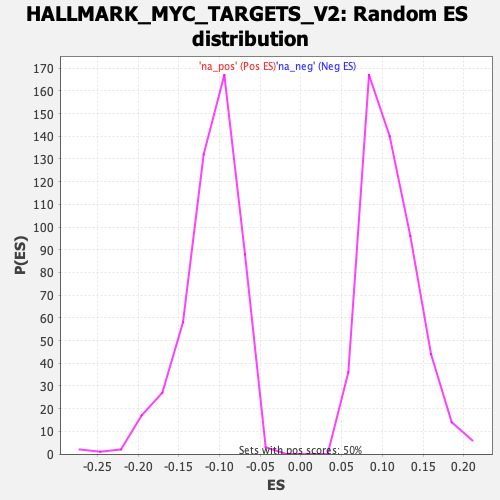 HALLMARK_MYC_TARGETS_V2: Random ES
distribution
'na_pos' (Pos ES)'na_neg' (Neg ES)
170
160
150
140
130
120
110
100
90
80
70
60
50
40
30
20
10
0
P(ES)
Sets with pos scores: 50%
-0.25 -0.20 -0.15 -0.10 -0.05 0.00 0.05 0.10 0.15 0.20
ES